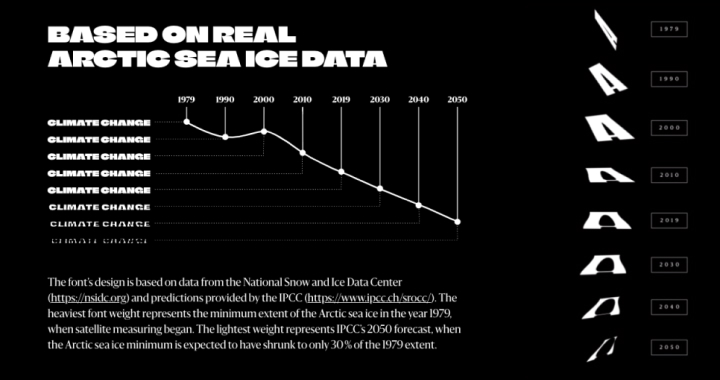 BASED ON REAL
ARCTIC SEA ICE DATA
1979 1990 2000 2010 2019 2030 2040 2050
CLIMATE CHANGE
CLIMATE CHANGE
CLIMATE CHANGE
CLIMATE CHANGE
CLIMATE CHANGE
CLIMATE CHANGE
CLIMATE CHANGE
CLIMATE CHANGE
The font's design is based on data from the National Snow and Ice Data Center
(https://nsidc.org) and predictions provided by the IPCC (https://www.ipcc.ch/srocc/). The
heaviest font weight represents the minimum extent of the Arctic sea ice in the year 1979,
when satellite measuring began. The lightest weight represents IPCC's 2050 forecast, when
the Arctic sea ice minimum is expected to have shrunk to only 30% of the 1979 extent.
A 1979
A 1990
A 2000
A 2010
A 2019
A 2030
A 2040
A 2050